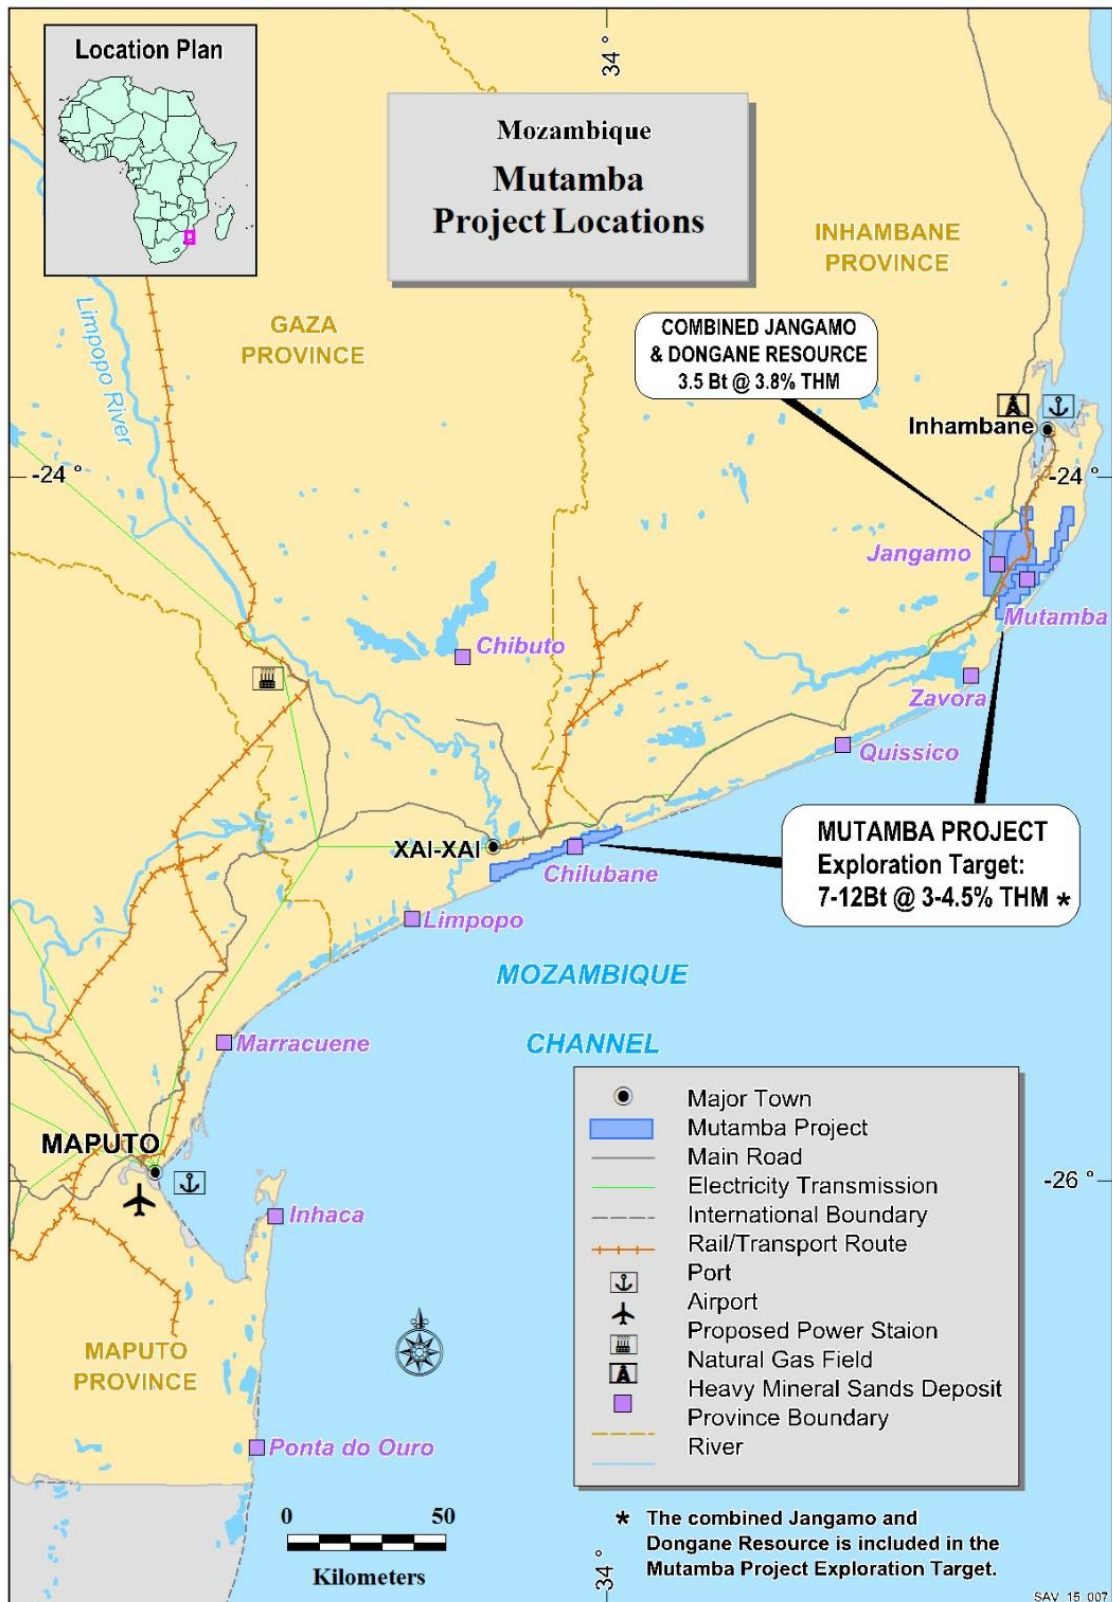 Location Plan
34 °
Mozambique
Mutamba
Project Locations
INHAMBANE
PROVINCE
GAZA
PROVINCE
Limpopo River
COMBINED JANGAMO
& DONGANE RESOURCE
3.5 Bt @ 3.8% THM
Inhambane
-24 °
-24 °
Jangamo
Mutamba
Chibuto
Zavora
Quissico
MUTAMBA PROJECT
Exploration Target:
7-12Bt @ 3-4.5% THM *
XAI-XAI
Chilubane
Limpopo
MOZAMBIQUE
CHANNEL
Marracuene
MAPUTO
Inhaca
-26 °
MAPUTO
PROVINCE
Ponta do Ouro
Major Town
Mutamba Project
Main Road
Electricity Transmission
International Boundary
Rail/Transport Route
Port
Airport
Proposed Power Staion
Natural Gas Field
Heavy Mineral Sands Deposit
Province Boundary
River
0 50
Kilometers
* The combined Jangamo and
Dongane Resource is included in the
Mutamba Project Exploration Target.
34 °
SAV_15_007